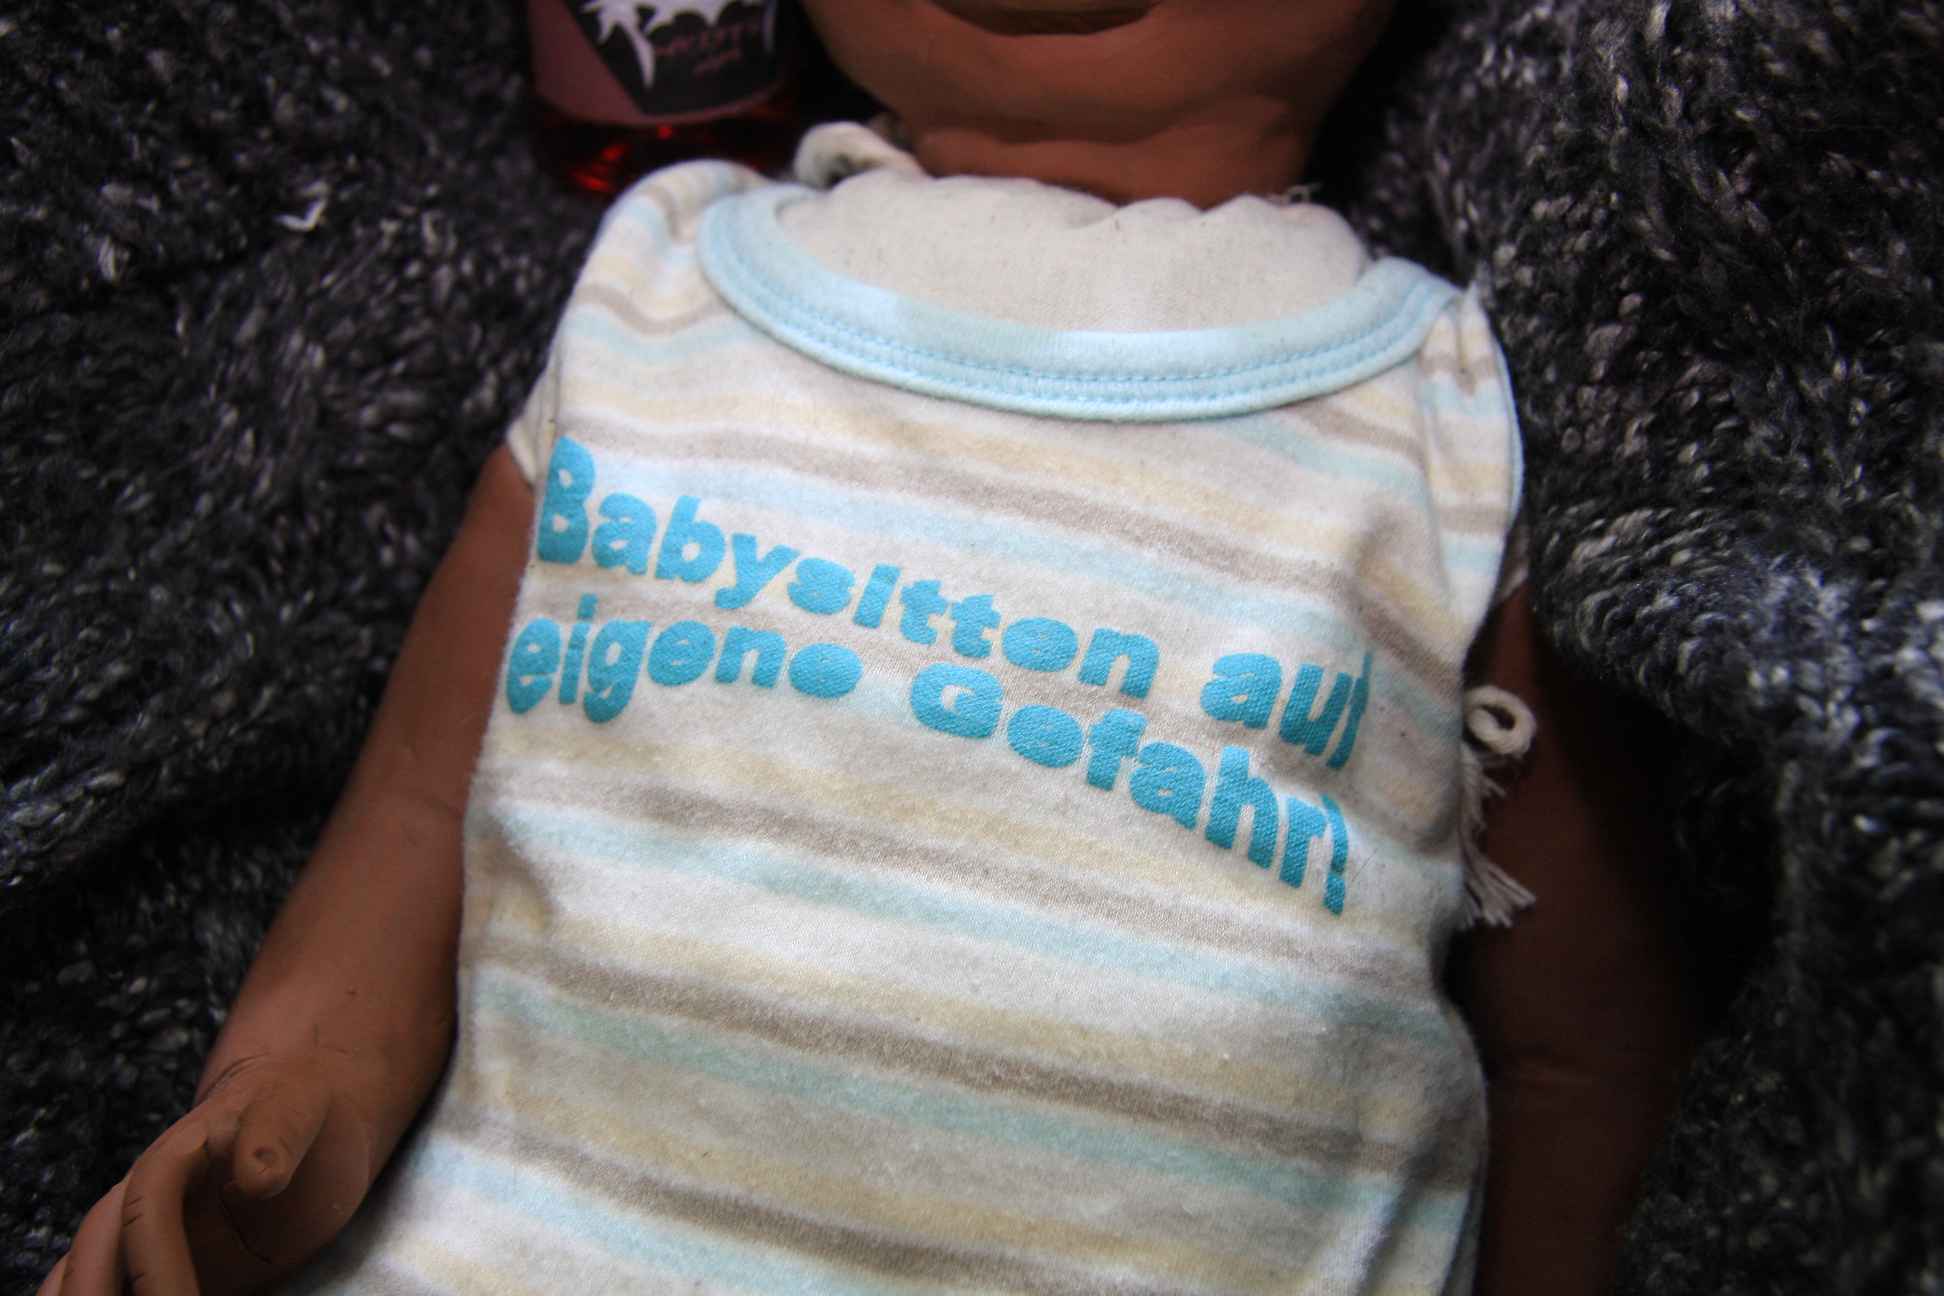 Babysitten auf
eigene Gefahr!